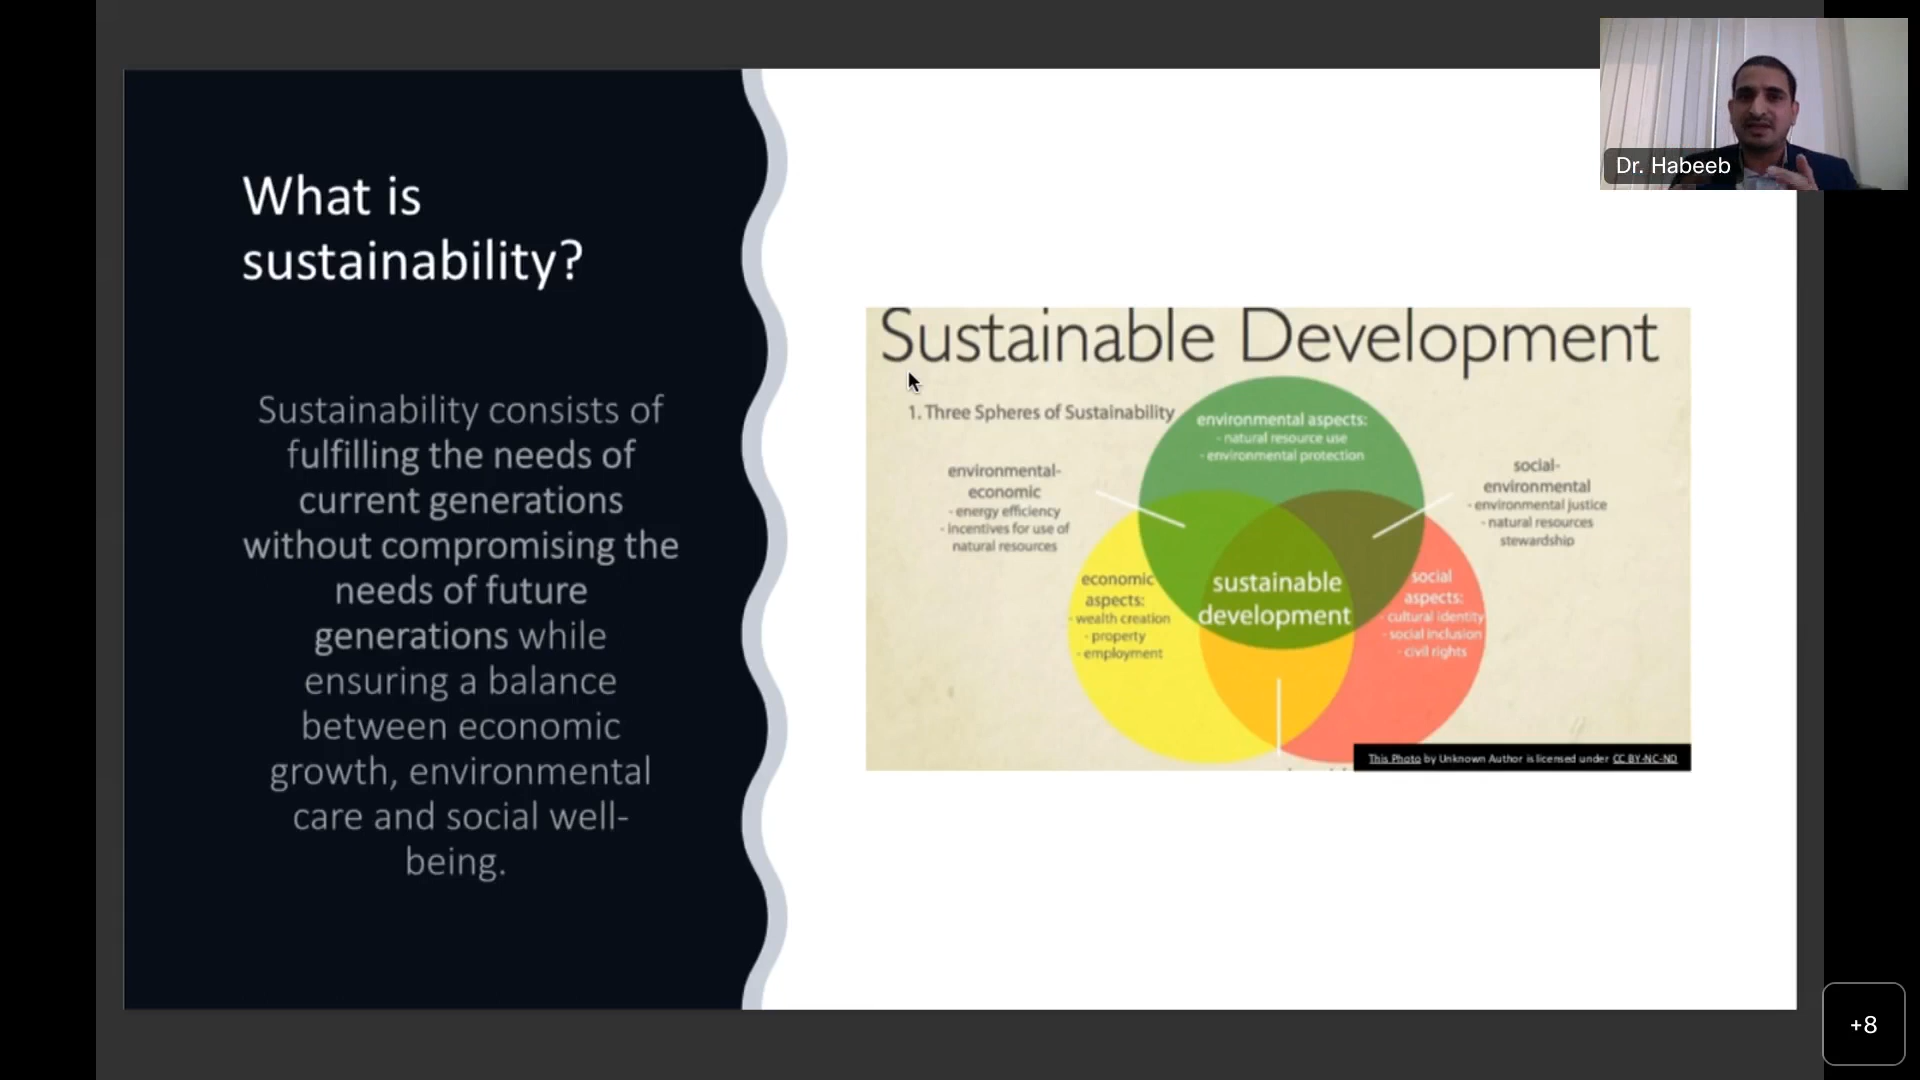 Dr. Habeeb
What is
sustainability?
Sustainability consists of
fulfilling the needs of
current generations
without compromising the
needs of future
generations while
ensuring a balance
between economic
growth, environmental
care and social well-
being.
Sustainable Development
1. Three Spheres of Sustainability
environmental aspects:
- natural resource use
- environmental protection
environmental-
economic
- energy efficiency
- incentives for use of
natural resources
social-
environmental
- environmental justice
- natural resources
stewardship
economic
aspects:
- wealth creation
- property
- employment
sustainable
development
social
aspects:
- cultural identity
- social inclusion
- civil rights
This Photo by Unknown Author is licensed under CC BY-NC-ND
+8